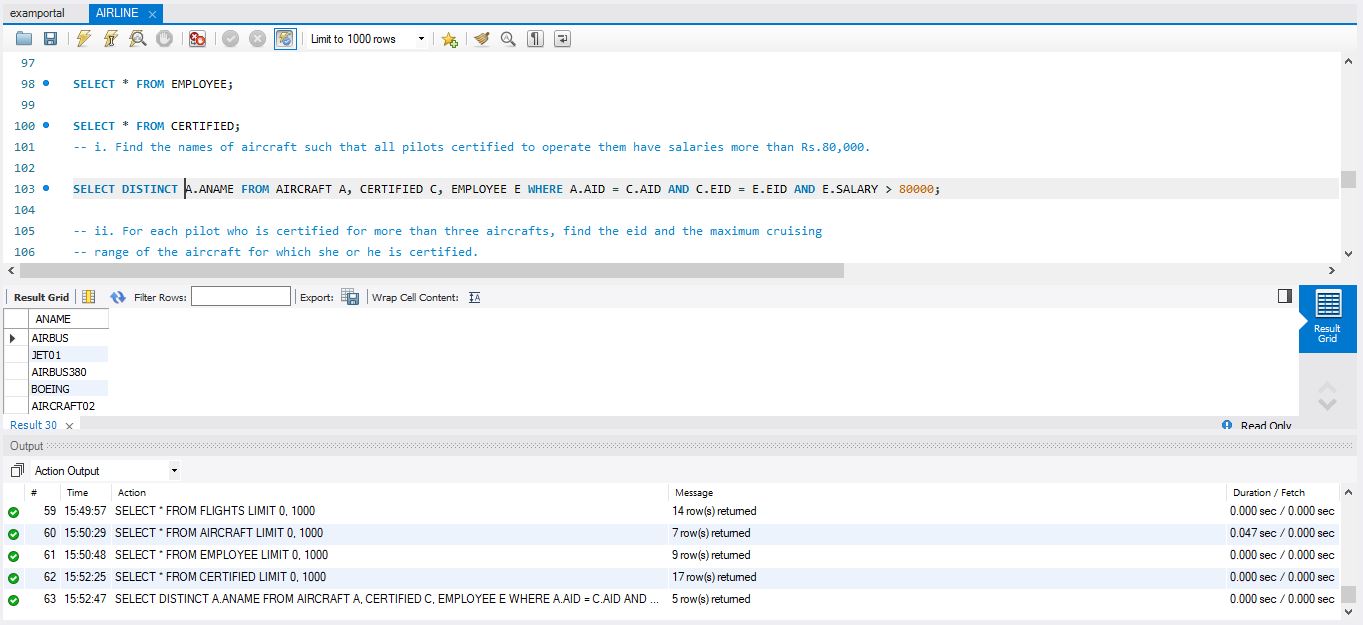 examportal AIRLINE
Limit to 1000 rows
97
98 SELECT * FROM EMPLOYEE;
99
100 SELECT * FROM CERTIFIED;
101 -- i. Find the names of aircraft such that all pilots certified to operate them have salaries more than Rs.80,000.
102
103 SELECT DISTINCT A.ANAME FROM AIRCRAFT A, CERTIFIED C, EMPLOYEE E WHERE A.AID = C.AID AND C.EID = E.EID AND E.SALARY > 80000;
104
105 -- ii. For each pilot who is certified for more than three aircrafts, find the eid and the maximum cruising
106 -- range of the aircraft for which she or he is certified.
Result Grid Filter Rows: Export: Wrap Cell Content:
ANAME
AIRBUS
JET01
AIRBUS380
BOEING
AIRCRAFT02
Result
Grid
Result 30 Read Only
Output
Action Output
# Time Action Message Duration / Fetch
59 15:49:57 SELECT * FROM FLIGHTS LIMIT 0, 1000 14 row(s) returned 0.000 sec / 0.000 sec
60 15:50:29 SELECT * FROM AIRCRAFT LIMIT 0, 1000 7 row(s) returned 0.047 sec / 0.000 sec
61 15:50:48 SELECT * FROM EMPLOYEE LIMIT 0, 1000 9 row(s) returned 0.000 sec / 0.000 sec
62 15:52:25 SELECT * FROM CERTIFIED LIMIT 0, 1000 17 row(s) returned 0.000 sec / 0.000 sec
63 15:52:47 SELECT DISTINCT A.ANAME FROM AIRCRAFT A, CERTIFIED C, EMPLOYEE E WHERE A.AID = C.AID AND ... 5 row(s) returned 0.000 sec / 0.000 sec